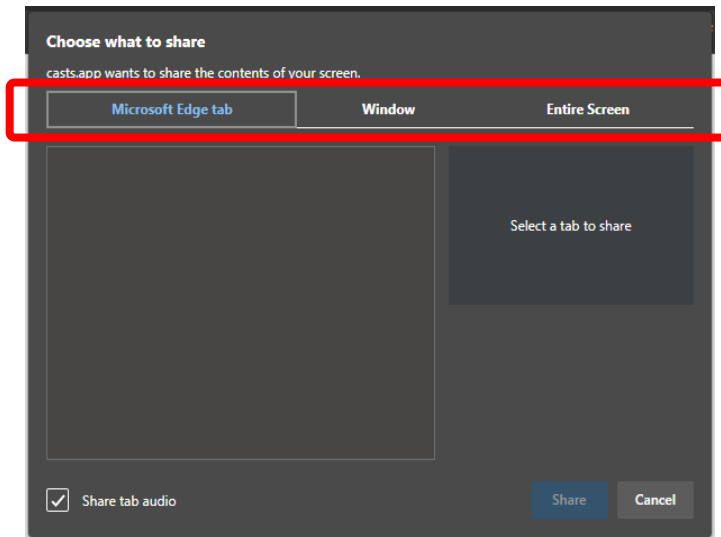 Choose what to share
casts.app wants to share the contents of your screen.
Microsoft Edge tab Window Entire Screen
Select a tab to share
Share tab audio Share Cancel